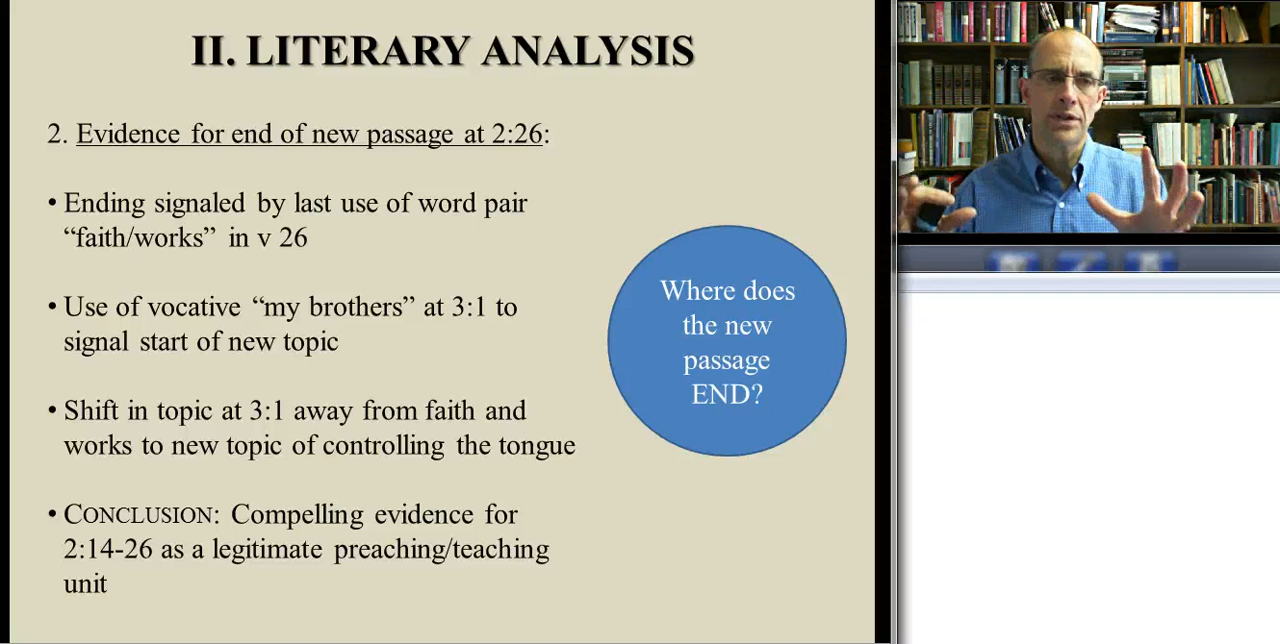 II. LITERARY ANALYSIS
2. Evidence for end of new passage at 2:26:
• Ending signaled by last use of word pair
“faith/works” in v 26
• Use of vocative “my brothers” at 3:1 to
signal start of new topic
• Shift in topic at 3:1 away from faith and
works to new topic of controlling the tongue
• CONCLUSION: Compelling evidence for
2:14-26 as a legitimate preaching/teaching
unit
Where does
the new
passage
END?